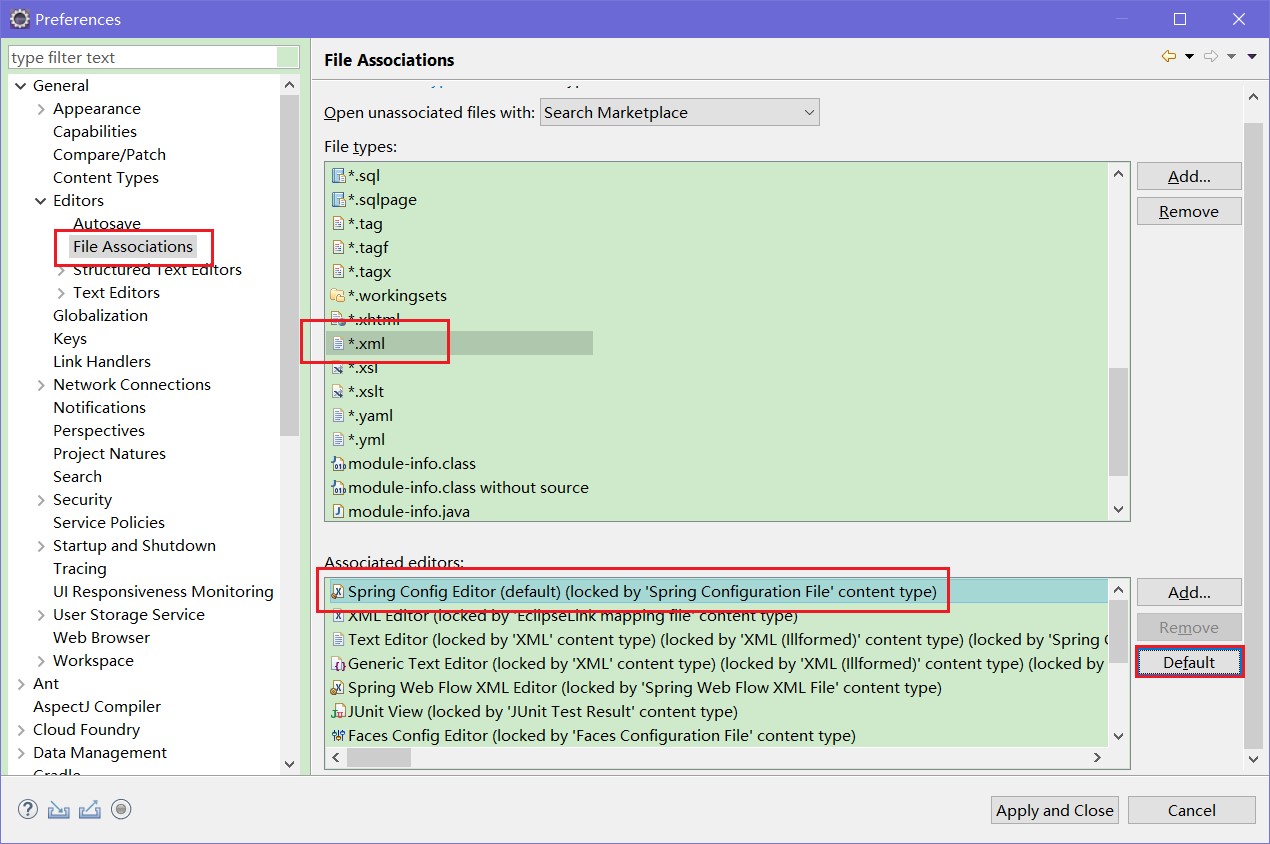 Preferences
type filter text
General
Appearance
Capabilities
Compare/Patch
Content Types
Editors
Autosave
File Associations
Structured Text Editors
Text Editors
Globalization
Keys
Link Handlers
Network Connections
Notifications
Perspectives
Project Natures
Search
Security
Service Policies
Startup and Shutdown
Tracing
UI Responsiveness Monitoring
User Storage Service
Web Browser
Workspace
Ant
AspectJ Compiler
Cloud Foundry
Data Management
Gradle
File Associations
Open unassociated files with: Search Marketplace
File types:
*.sql
*.sqlpage
*.tag
*.tagf
*.tagx
*.workingsets
*.xhtml
*.xml
*.xsl
*.xslt
*.yaml
*.yml
module-info.class
module-info.class without source
module-info.java
Add...
Remove
Associated editors:
Spring Config Editor (default) (locked by 'Spring Configuration File' content type)
XML Editor (locked by 'EclipseLink mapping file' content type)
Text Editor (locked by 'XML' content type) (locked by 'XML (Illformed)' content type) (locked by 'Spring C
Generic Text Editor (locked by 'XML' content type) (locked by 'XML (Illformed)' content type) (locked by
Spring Web Flow XML Editor (locked by 'Spring Web Flow XML File' content type)
JUnit View (locked by 'JUnit Test Result' content type)
Faces Config Editor (locked by 'Faces Configuration File' content type)
Add...
Remove
Default
Apply and Close
Cancel